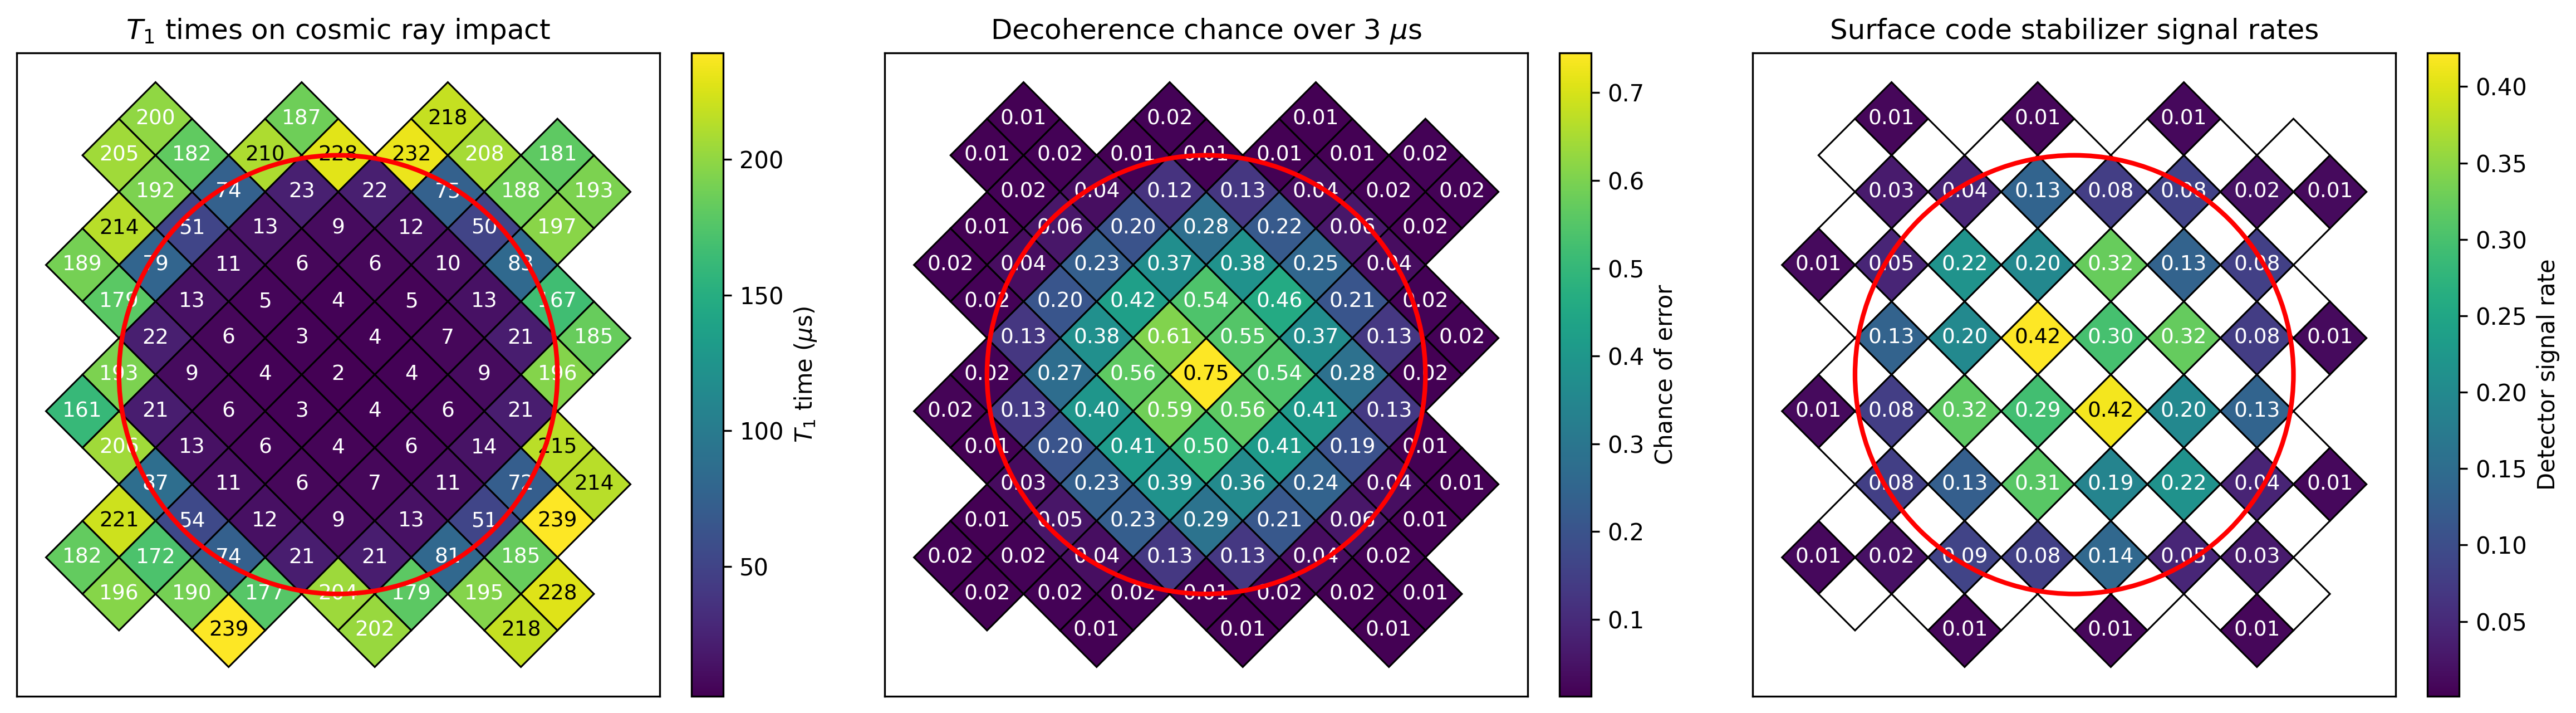 T₁ times on cosmic ray impact
200 187 218
205 182 210 228 232 208 181
192 74 23 22 75 188 193
214 51 13 9 12 50 197
189 79 11 6 6 10 83
179 13 5 4 5 13 167
22 6 3 4 7 21 185
193 9 4 2 4 9 196
161 21 6 3 4 6 21
206 13 6 4 6 14 215
87 11 6 7 11 72 214
221 54 12 9 13 51 239
182 172 74 21 21 81 185
196 190 177 204 179 195 228
239 202 218
200
150
100
50
T₁ time (μs)
Decoherence chance over 3 μs
0.01 0.02 0.01
0.01 0.02 0.01 0.01 0.01 0.01 0.02
0.02 0.04 0.12 0.13 0.04 0.02 0.02
0.01 0.06 0.20 0.28 0.22 0.06 0.02
0.02 0.04 0.23 0.37 0.38 0.25 0.04
0.02 0.20 0.42 0.54 0.46 0.21 0.02
0.13 0.38 0.61 0.55 0.37 0.13 0.02
0.02 0.27 0.56 0.75 0.54 0.28 0.02
0.02 0.13 0.40 0.59 0.56 0.41 0.13
0.01 0.20 0.41 0.50 0.41 0.19 0.01
0.03 0.23 0.39 0.36 0.24 0.04 0.01
0.01 0.05 0.23 0.29 0.21 0.06 0.01
0.02 0.02 0.04 0.13 0.13 0.04 0.02
0.02 0.02 0.02 0.01 0.02 0.02 0.01
0.01 0.01 0.01
0.7
0.6
0.5
0.4
0.3
0.2
0.1
Chance of error
Surface code stabilizer signal rates
0.01 0.01 0.01
0.03 0.04 0.13 0.08 0.08 0.02 0.01
0.01 0.05 0.22 0.20 0.32 0.13 0.08
0.13 0.20 0.42 0.30 0.32 0.08 0.01
0.01 0.08 0.32 0.29 0.42 0.20 0.13
0.08 0.13 0.31 0.19 0.22 0.04 0.01
0.01 0.02 0.09 0.08 0.14 0.05 0.03
0.01 0.01 0.01
0.40
0.35
0.30
0.25
0.20
0.15
0.10
0.05
Detector signal rate